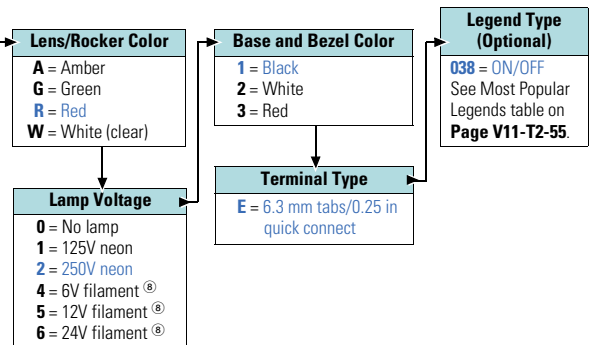 Lens/Rocker Color
A = Amber
G = Green
R = Red
W = White (clear)
Lamp Voltage
0 = No lamp
1 = 125V neon
2 = 250V neon
4 = 6V filament ⑧
5 = 12V filament ⑧
6 = 24V filament ⑧
Base and Bezel Color
1 = Black
2 = White
3 = Red
Terminal Type
E = 6.3 mm tabs/0.25 in
quick connect
Legend Type
(Optional)
038 = ON/OFF
See Most Popular
Legends table on
Page V11-T2-55.